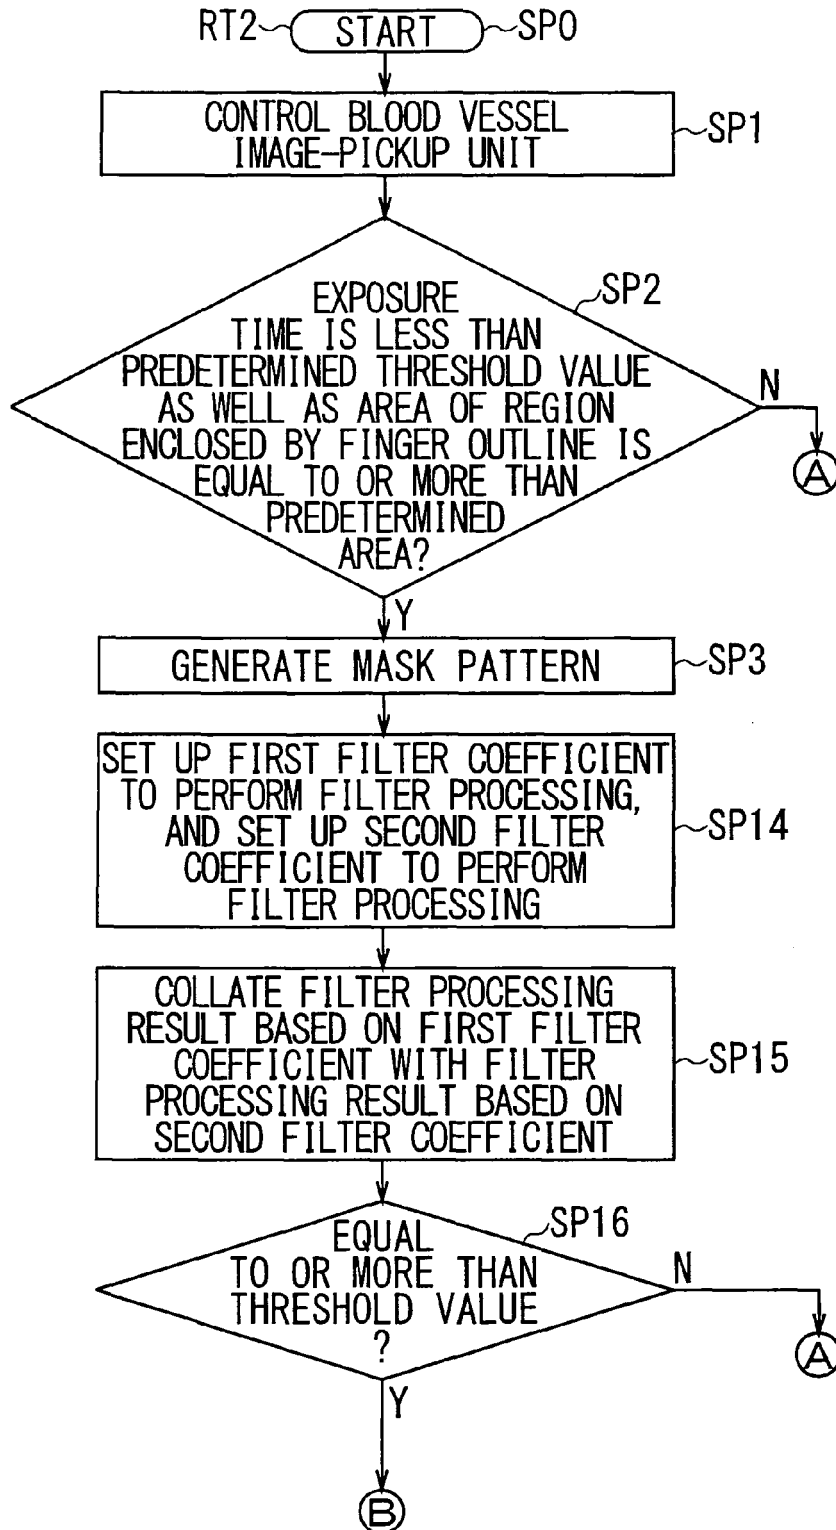 RT2 START SP0
CONTROL BLOOD VESSEL
IMAGE-PICKUP UNIT
SP1
SP2
EXPOSURE
TIME IS LESS THAN
PREDETERMINED THRESHOLD VALUE
AS WELL AS AREA OF REGION
ENCLOSED BY FINGER OUTLINE IS
EQUAL TO OR MORE THAN
PREDETERMINED
AREA?
N
A
Y
GENERATE MASK PATTERN
SP3
SET UP FIRST FILTER COEFFICIENT
TO PERFORM FILTER PROCESSING,
AND SET UP SECOND FILTER
COEFFICIENT TO PERFORM
FILTER PROCESSING
SP14
COLLATE FILTER PROCESSING
RESULT BASED ON FIRST FILTER
COEFFICIENT WITH FILTER
PROCESSING RESULT BASED ON
SECOND FILTER COEFFICIENT
SP15
SP16
EQUAL
TO OR MORE THAN
THRESHOLD VALUE
?
N
A
Y
B